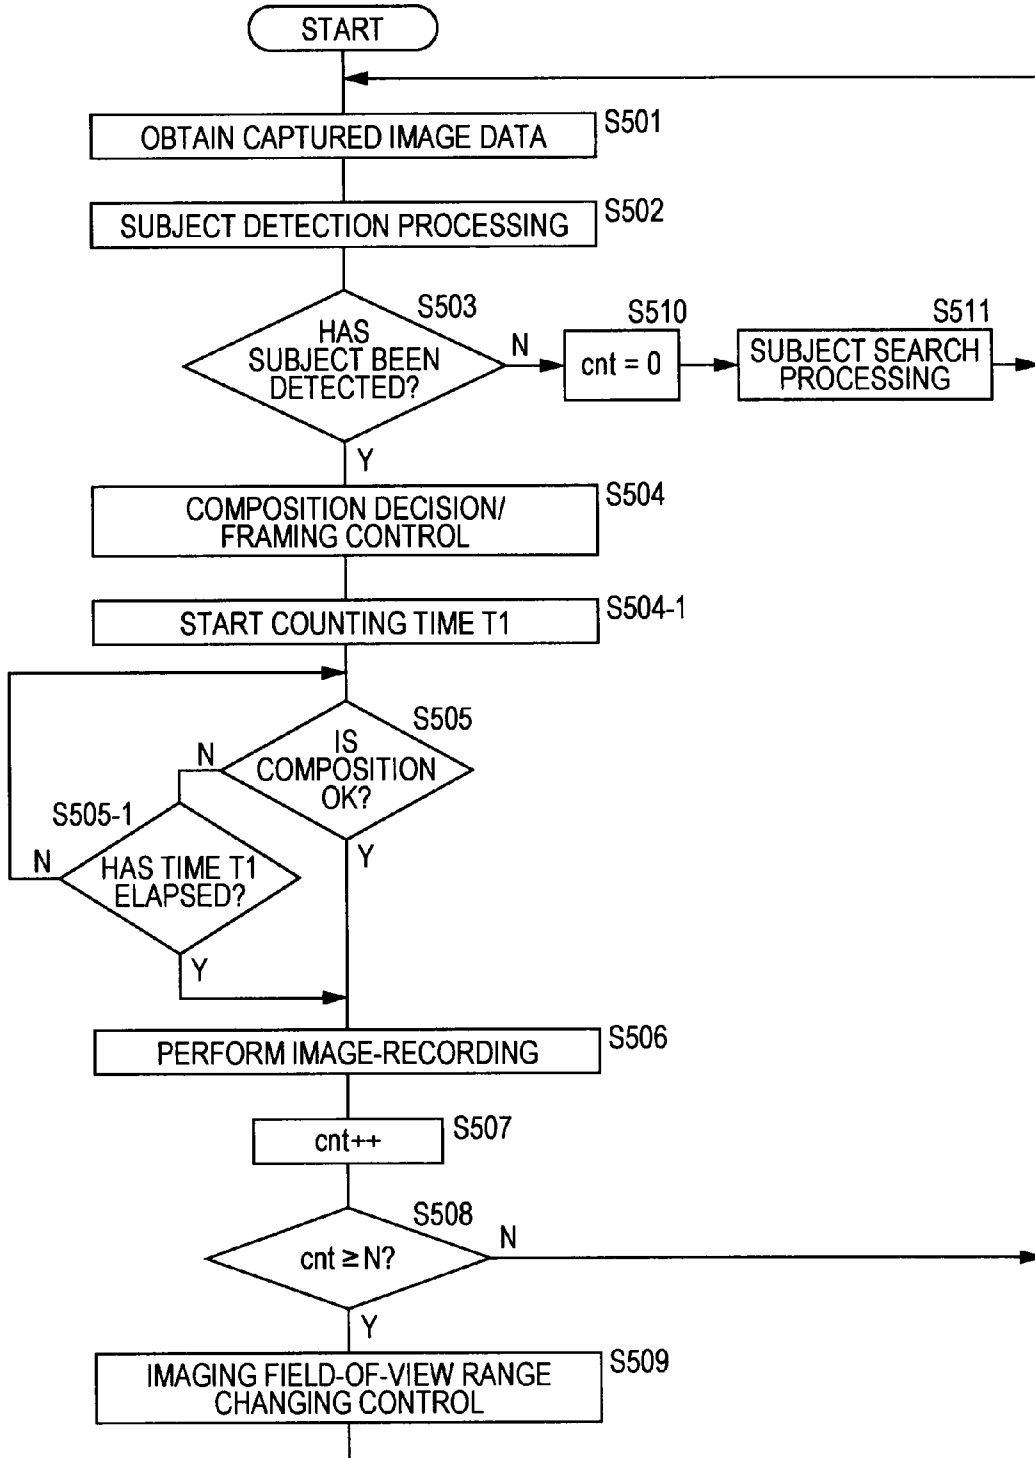 START
OBTAIN CAPTURED IMAGE DATA
S501
SUBJECT DETECTION PROCESSING
S502
HAS
SUBJECT BEEN
DETECTED?
S503
N
Y
cnt = 0
S510
SUBJECT SEARCH
PROCESSING
S511
COMPOSITION DECISION/
FRAMING CONTROL
S504
START COUNTING TIME T1
S504-1
IS
COMPOSITION
OK?
S505
N
Y
HAS TIME T1
ELAPSED?
S505-1
N
Y
PERFORM IMAGE-RECORDING
S506
cnt++
S507
cnt ≥ N?
S508
N
Y
IMAGING FIELD-OF-VIEW RANGE
CHANGING CONTROL
S509